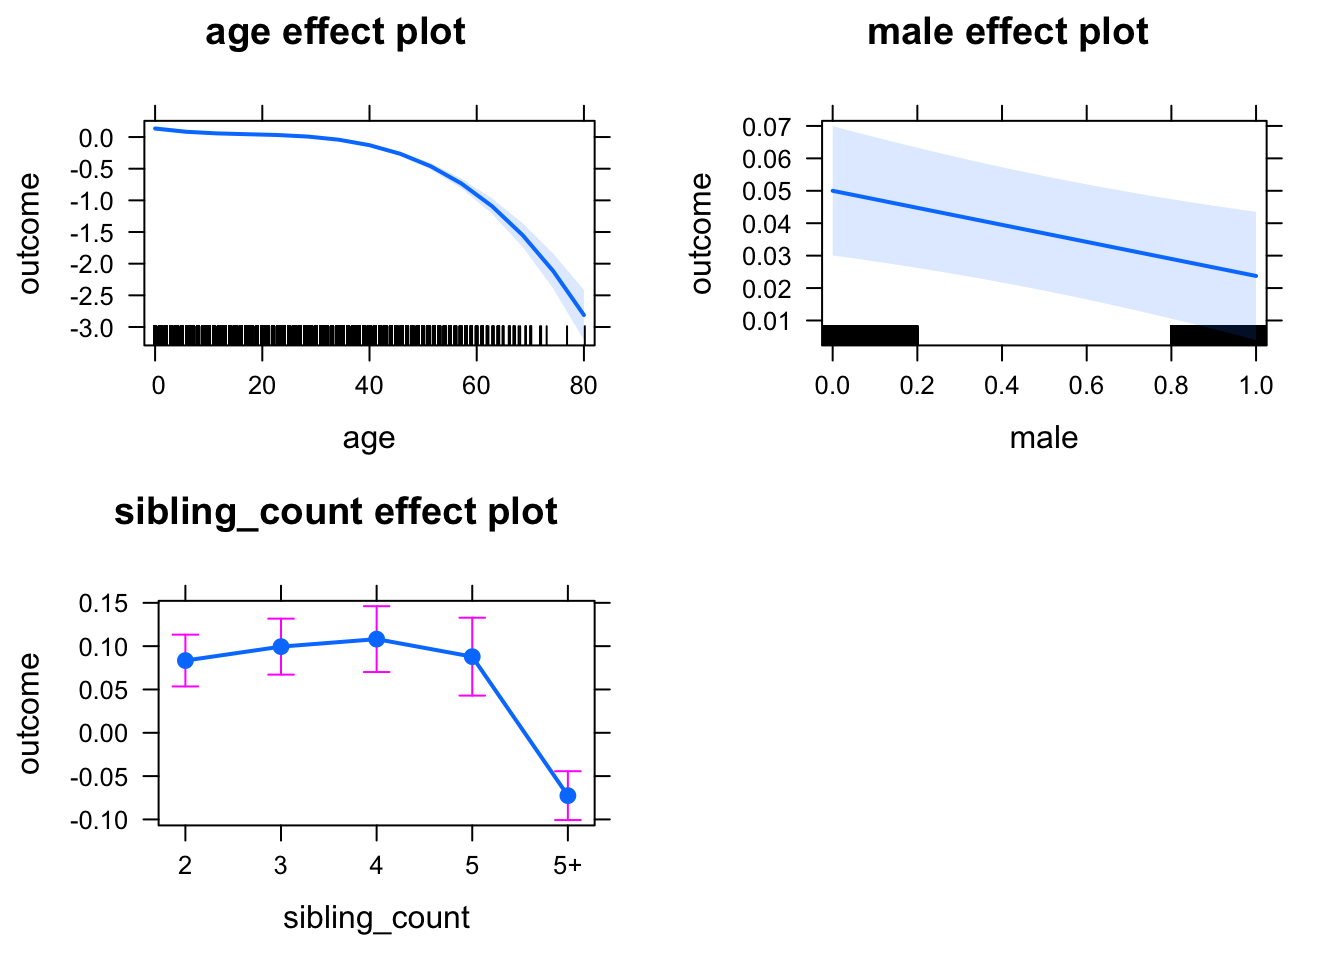 age effect plot
outcome
0.0
-0.5
-1.0
-1.5
-2.0
-2.5
-3.0
0 20 40 60 80
age
male effect plot
outcome
0.07
0.06
0.05
0.04
0.03
0.02
0.01
0.0 0.2 0.4 0.6 0.8 1.0
male
sibling_count effect plot
outcome
0.15
0.10
0.05
0.00
-0.05
-0.10
2 3 4 5 5+
sibling_count